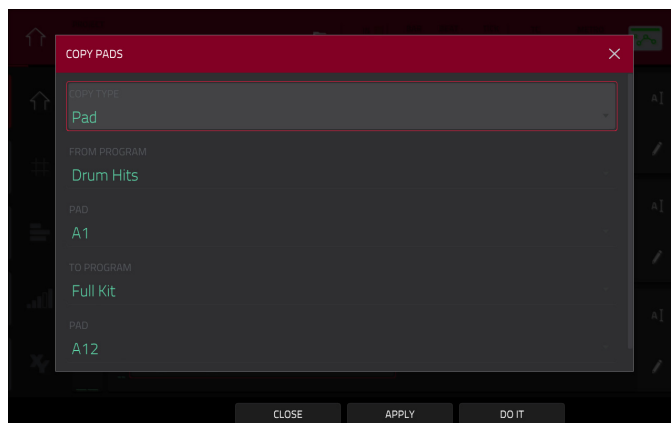 COPY PADS
COPY TYPE
Pad
FROM PROGRAM
Drum Hits
PAD
A1
TO PROGRAM
Full Kit
PAD
A12
CLOSE APPLY DO IT